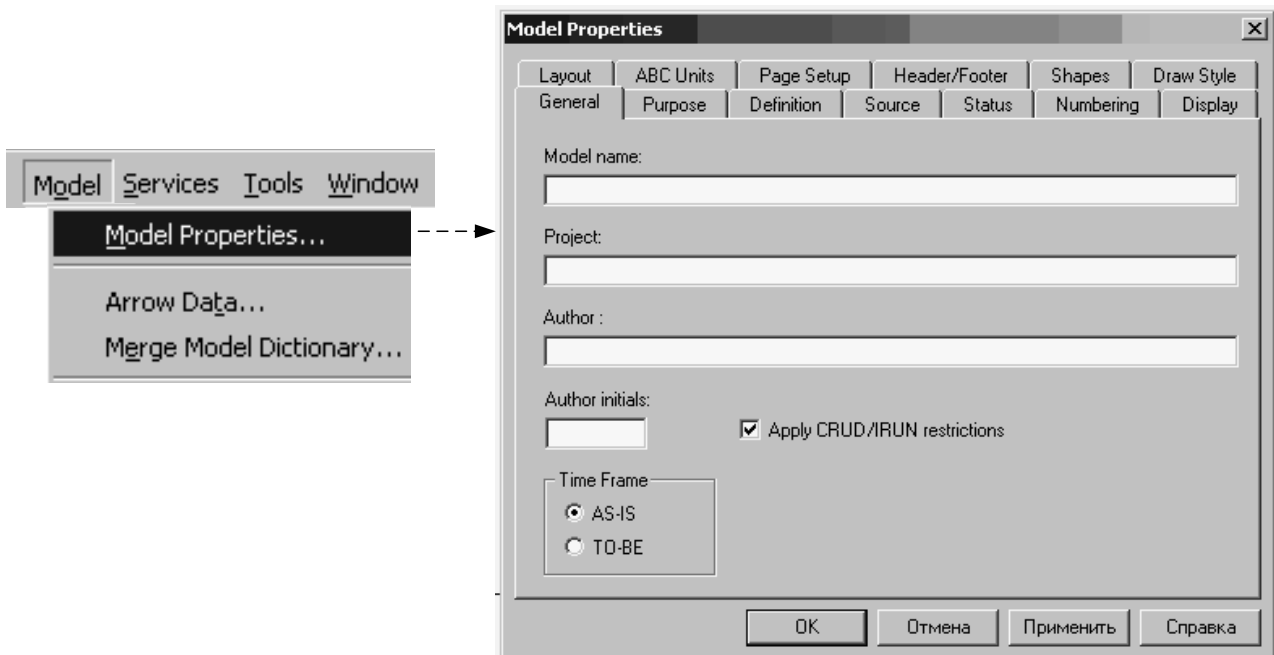 Model Properties
Layout ABC Units Page Setup Header/Footer Shapes Draw Style
General Purpose Definition Source Status Numbering Display
Model name:
Project:
Author :
Author initials:
Apply CRUD/IRUN restrictions
Time Frame
AS-IS
TO-BE
OK Отмена Применить Справка
Model Services Tools Window
Model Properties...
Arrow Data...
Merge Model Dictionary...